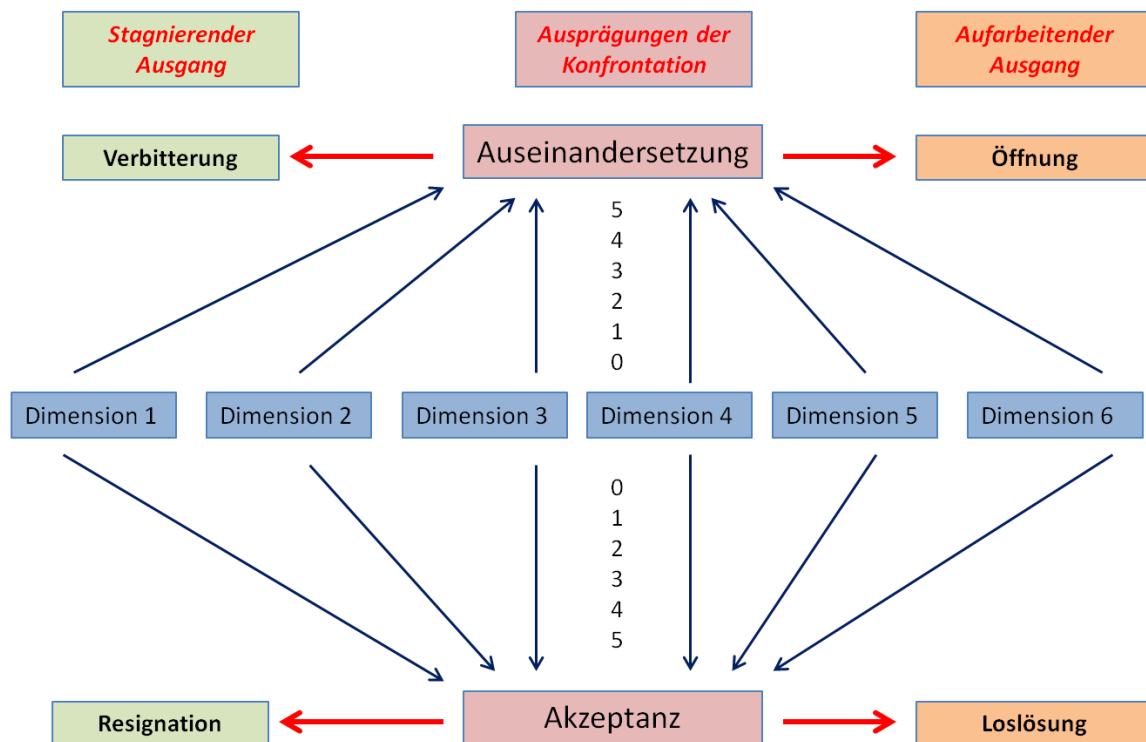 Stagnierender
Ausgang
Ausprägungen der
Konfrontation
Aufarbeitender
Ausgang
Verbitterung
Auseinandersetzung
Öffnung
5
4
3
2
1
0
Dimension 1
Dimension 2
Dimension 3
Dimension 4
Dimension 5
Dimension 6
0
1
2
3
4
5
Resignation
Akzeptanz
Loslösung